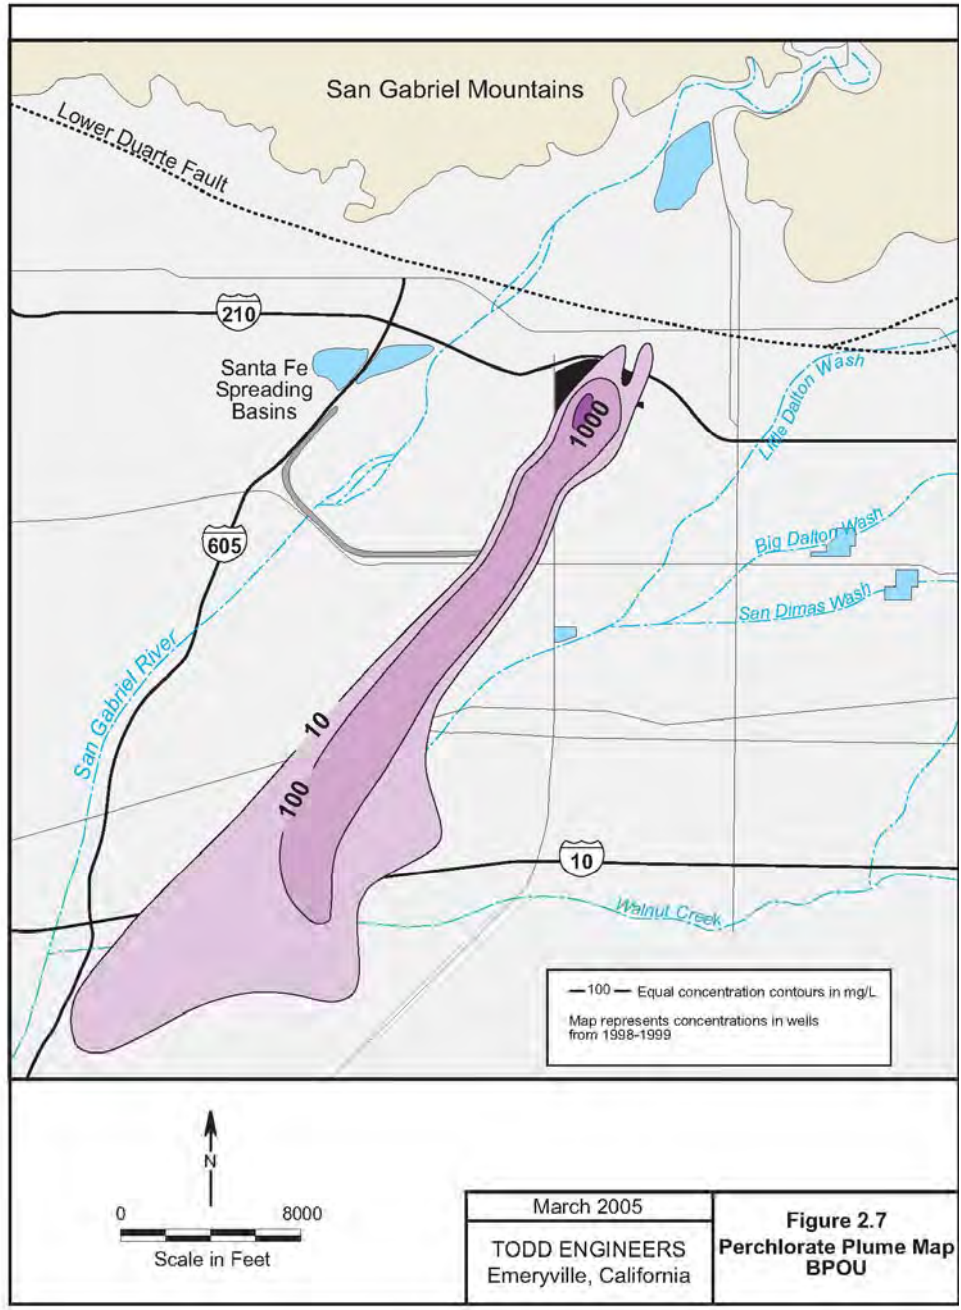 San Gabriel Mountains
Lower Duarte Fault
210
Santa Fe
Spreading
Basins
Little Dalton Wash
1000
Big Dalton Wash
605
San Dimas Wash
San Gabriel River
10
100
10
Walnut Creek
100 Equal concentration contours in mg/L
Map represents concentrations in wells
from 1998-1999
N
0 8000
Scale in Feet
March 2005
TODD ENGINEERS
Emeryville, California
Figure 2.7
Perchlorate Plume Map
BPOU